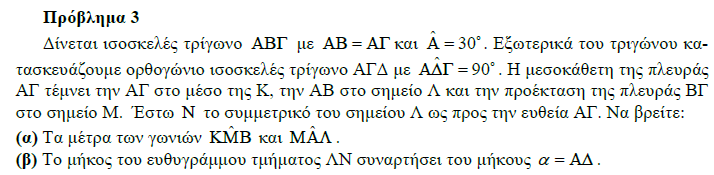 Πρόβλημα 3
Δίνεται ισοσκελές τρίγωνο ΑΒΓ με ΑΒ = ΑΓ και Â = 30°. Εξωτερικά του τριγώνου κα-
τασκευάζουμε ορθογώνιο ισοσκελές τρίγωνο ΑΓΔ με ΑΔ̂Γ = 90°. Η μεσοκάθετη της πλευράς
ΑΓ τέμνει την ΑΓ στο μέσο της Κ, την ΑΒ στο σημείο Λ και την προέκταση της πλευράς ΒΓ
στο σημείο Μ. Έστω Ν το συμμετρικό του σημείου Λ ως προς την ευθεία ΑΓ. Να βρείτε:
(α) Τα μέτρα των γωνιών ΚΜ̂Β και ΜÂΛ.
(β) Το μήκος του ευθυγράμμου τμήματος ΛΝ συναρτήσει του μήκους α = ΑΔ.